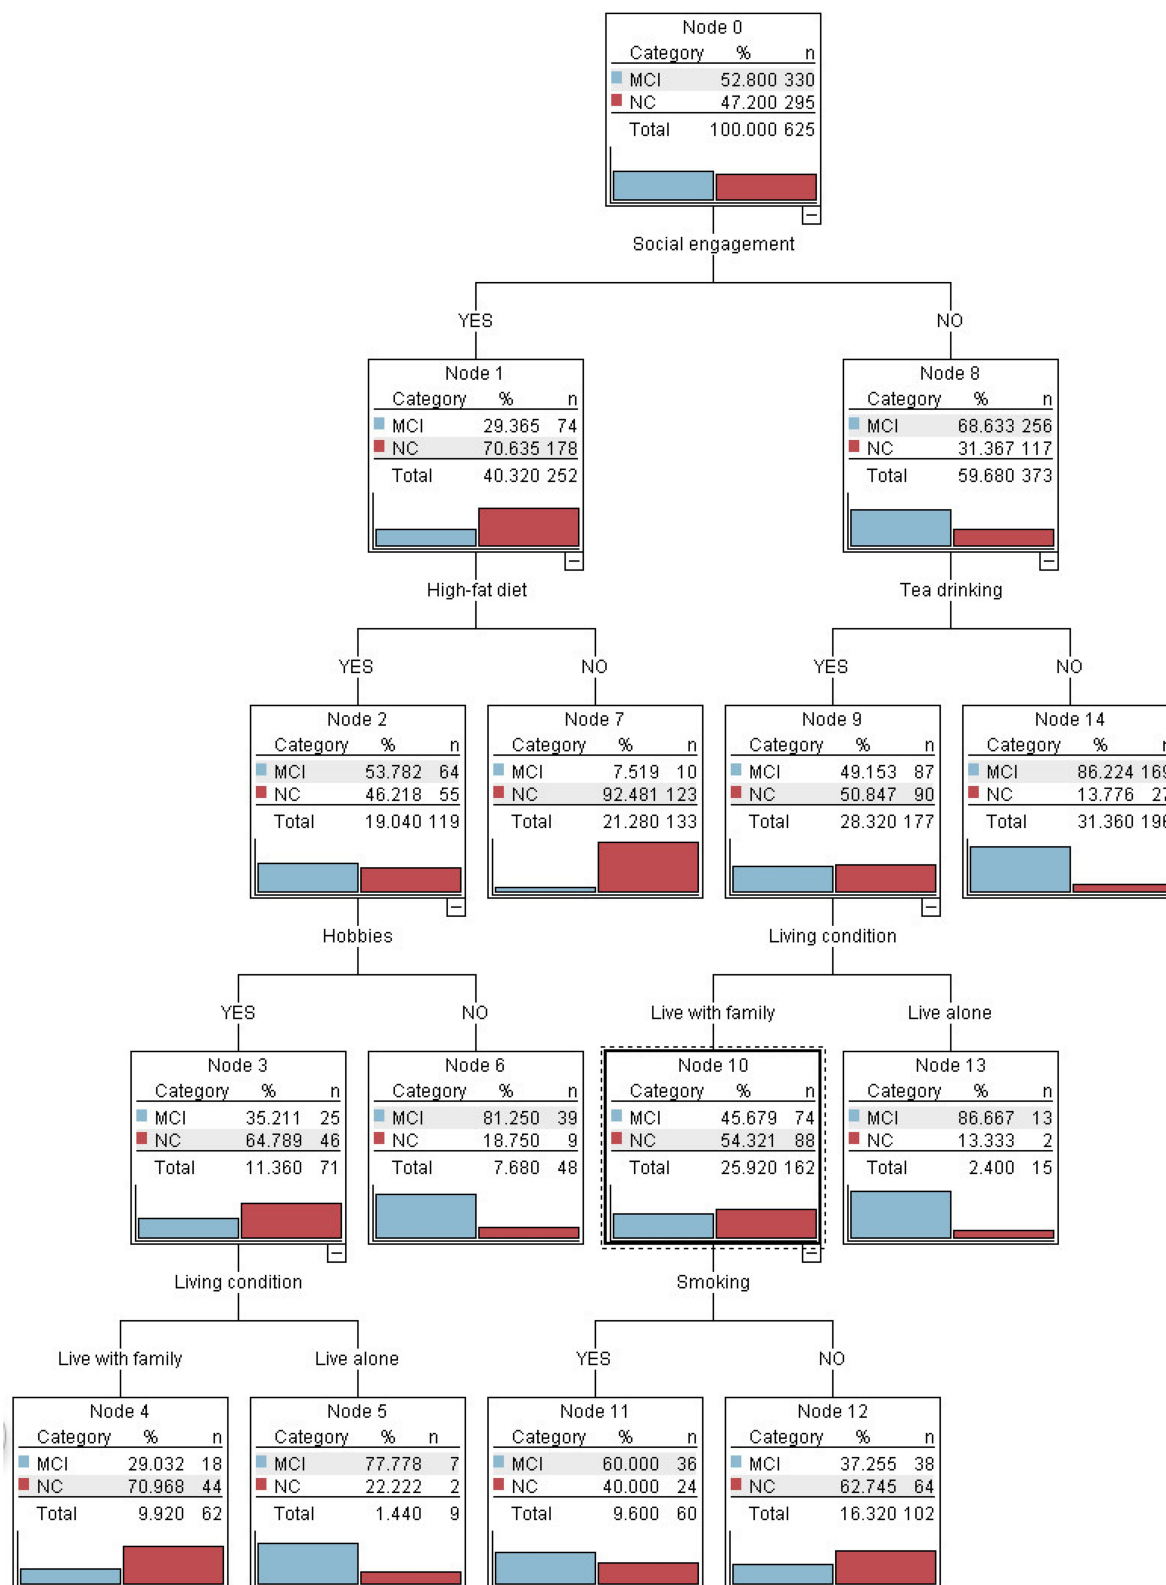 Node 0
Category % n
MCI 52.800 330
NC 47.200 295
Total 100.000 625
Social engagement
YES NO
Node 1 Node 8
Category % n Category % n
MCI 29.365 74 MCI 68.633 256
NC 70.635 178 NC 31.367 117
Total 40.320 252 Total 59.680 373
High-fat diet Tea drinking
YES NO YES NO
Node 2 Node 7 Node 9 Node 14
Category % n Category % n Category % n Category % n
MCI 53.782 64 MCI 7.519 10 MCI 49.153 87 MCI 86.224 169
NC 46.218 55 NC 92.481 123 NC 50.847 90 NC 13.776 27
Total 19.040 119 Total 21.280 133 Total 28.320 177 Total 31.360 196
Hobbies Living condition
YES NO Live with family Live alone
Node 3 Node 6 Node 10 Node 13
Category % n Category % n Category % n Category % n
MCI 35.211 25 MCI 81.250 39 MCI 45.679 74 MCI 86.667 13
NC 64.789 46 NC 18.750 9 NC 54.321 88 NC 13.333 2
Total 11.360 71 Total 7.680 48 Total 25.920 162 Total 2.400 15
Living condition Smoking
Live with family Live alone YES NO
Node 4 Node 5 Node 11 Node 12
Category % n Category % n Category % n Category % n
MCI 29.032 18 MCI 77.778 7 MCI 60.000 36 MCI 37.255 38
NC 70.968 44 NC 22.222 2 NC 40.000 24 NC 62.745 64
Total 9.920 62 Total 1.440 9 Total 9.600 60 Total 16.320 102